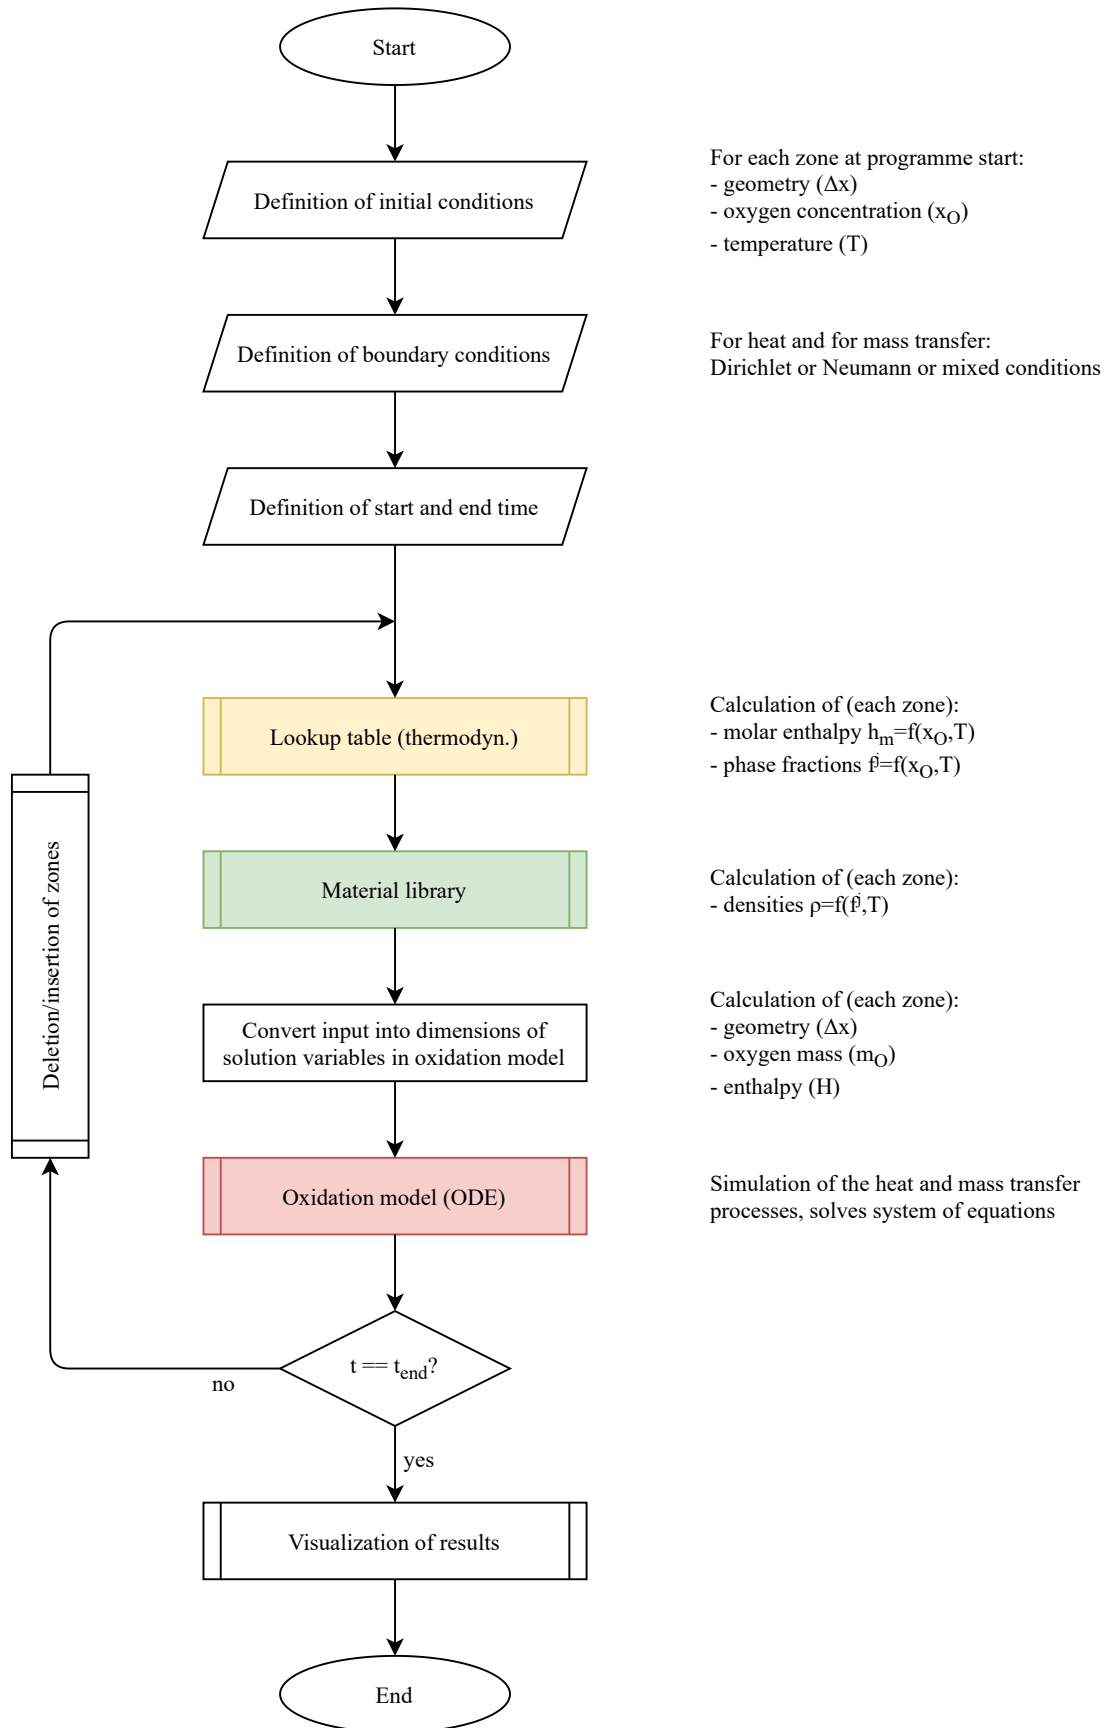 Start
Definition of initial conditions
For each zone at programme start:
- geometry (Δx)
- oxygen concentration (xO)
- temperature (T)
Definition of boundary conditions
For heat and for mass transfer:
Dirichlet or Neumann or mixed conditions
Definition of start and end time
Lookup table (thermodyn.)
Calculation of (each zone):
- molar enthalpy hm=f(xO,T)
- phase fractions fj=f(xO,T)
Material library
Calculation of (each zone):
- densities ρ=f(fj,T)
Deletion/insertion of zones
Convert input into dimensions of
solution variables in oxidation model
Calculation of (each zone):
- geometry (Δx)
- oxygen mass (mO)
- enthalpy (H)
Oxidation model (ODE)
Simulation of the heat and mass transfer
processes, solves system of equations
t == tend?
no
yes
Visualization of results
End